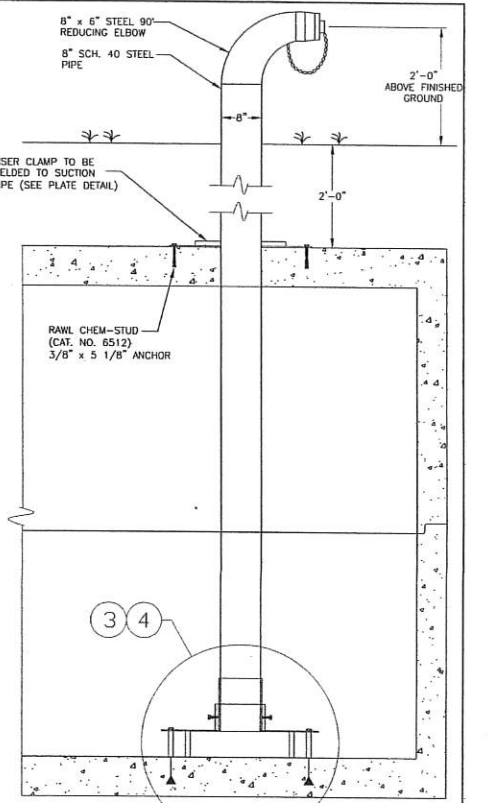 8" x 6" STEEL 90°
REDUCING ELBOW
8" SCH. 40 STEEL
PIPE
2'-0"
ABOVE FINISHED
GROUND
8"
SER CLAMP TO BE
ELDED TO SUCTION
IPE (SEE PLATE DETAIL)
2'-0"
RAWL CHEM-STUD
(CAT. NO. 6512)
3/8" x 5 1/8" ANCHOR
3 4